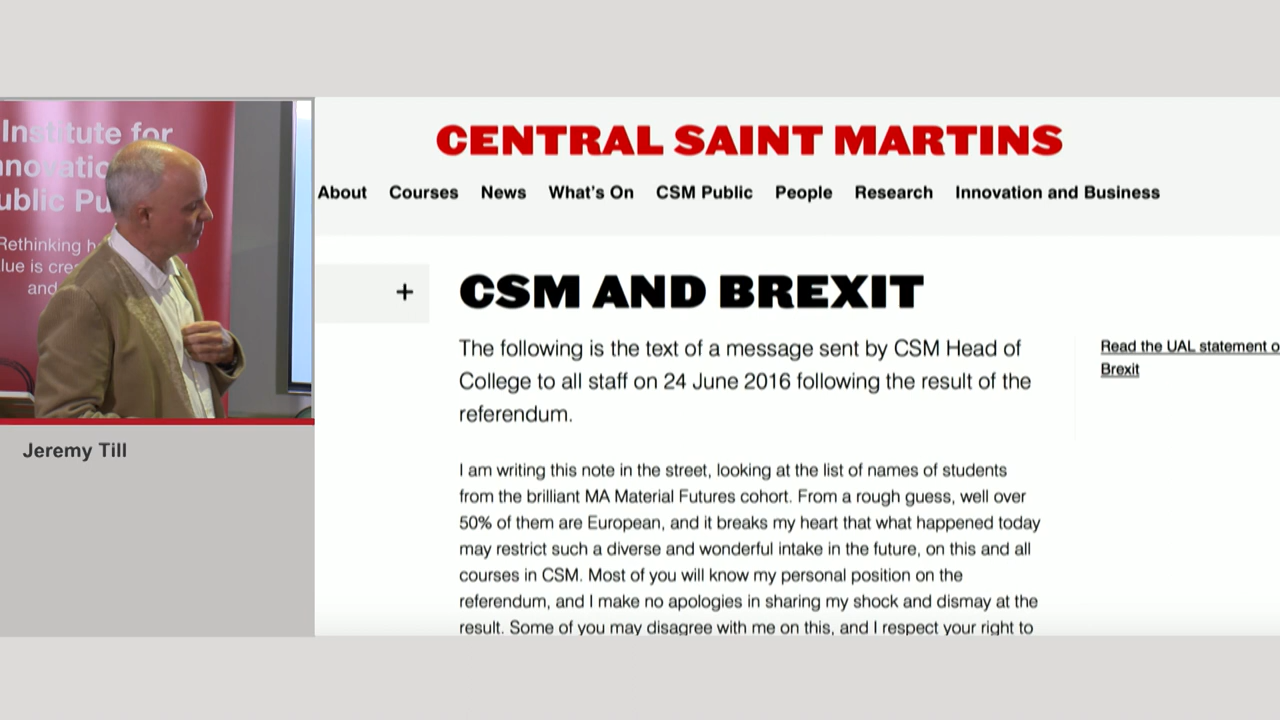 Institute for
nnovatio
ublic Pu
Rethinking h
lue is cre
and
Jeremy Till
CENTRAL SAINT MARTINS
About Courses News What's On CSM Public People Research Innovation and Business
+
CSM AND BREXIT
The following is the text of a message sent by CSM Head of
College to all staff on 24 June 2016 following the result of the
referendum.
Read the UAL statement o
Brexit
I am writing this note in the street, looking at the list of names of students
from the brilliant MA Material Futures cohort. From a rough guess, well over
50% of them are European, and it breaks my heart that what happened today
may restrict such a diverse and wonderful intake in the future, on this and all
courses in CSM. Most of you will know my personal position on the
referendum, and I make no apologies in sharing my shock and dismay at the
result. Some of you may disagree with me on this, and I respect your right to